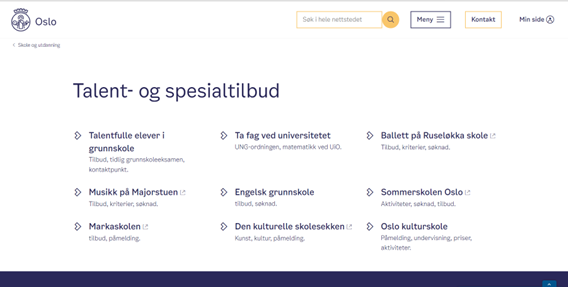 Oslo
Søk i hele nettstedet
Meny
Kontakt
Min side
Skole og utdanning
Talent- og spesialtilbud
Talentfulle elever i
grunnskole
Tilbud, tidlig grunnskoleeksamen,
kontaktpunkt.
Ta fag ved universitetet
UNG-ordningen, matematikk ved UiO.
Ballett på Ruseløkka skole
Tilbud, kriterier, søknad.
Musikk på Majorstuen
Tilbud, kriterier, søknad.
Engelsk grunnskole
tilbud, søknad.
Sommerskolen Oslo
Aktiviteter, søknad, tilbud.
Markaskolen
tilbud, påmelding.
Den kulturelle skolesekken
Kunst, kultur, påmelding.
Oslo kulturskole
Påmelding, undervisning, priser,
aktiviteter.